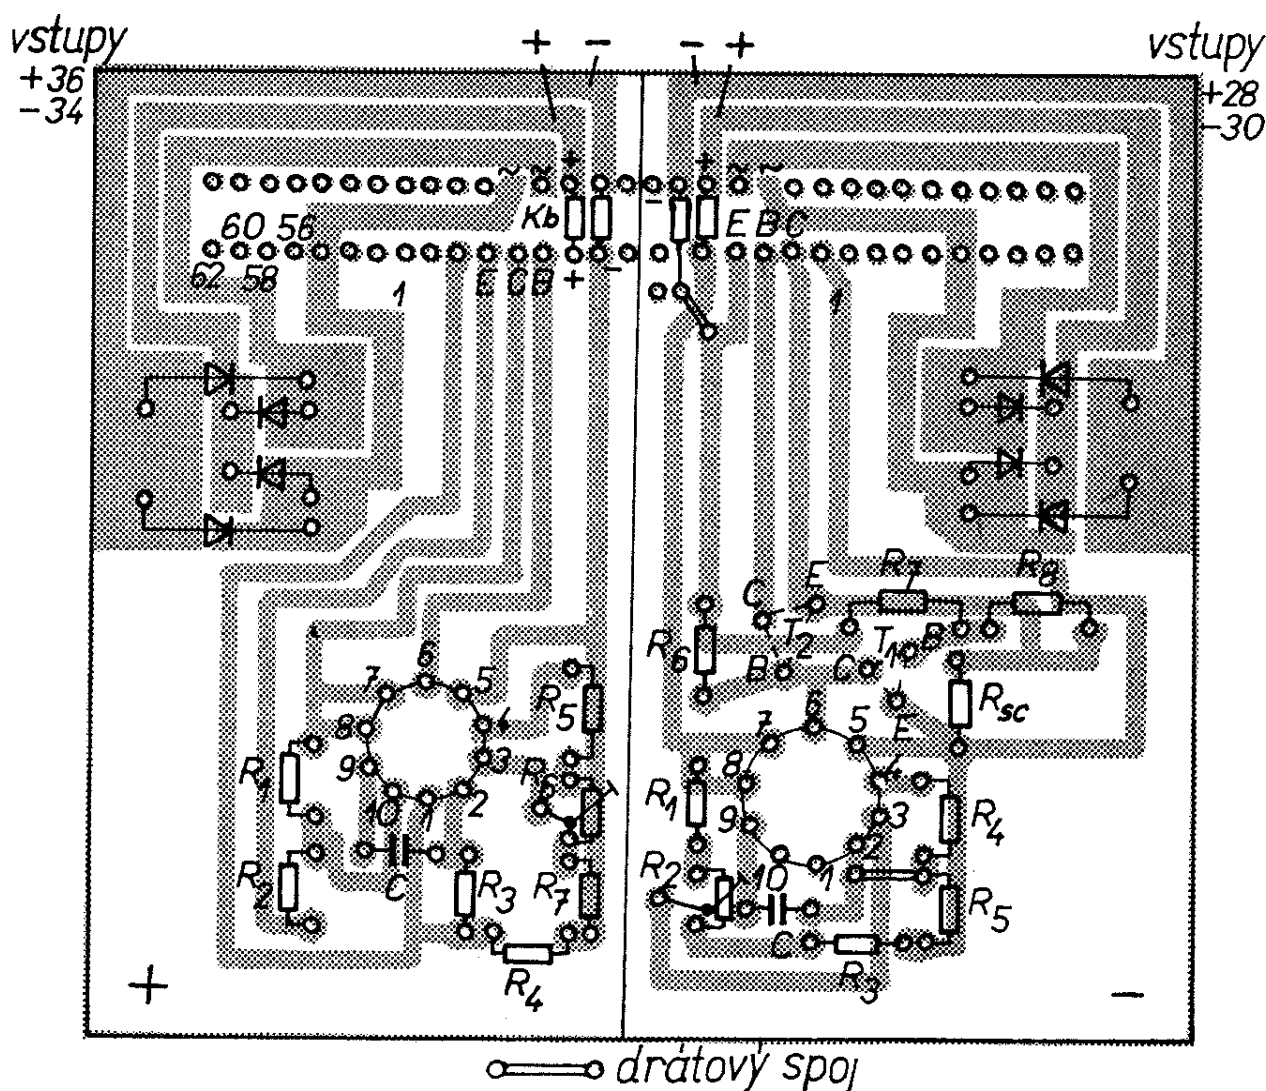 + − − +
vstupy vstupy
+36 +28
−34 −30
~ ≈ + + ≈ ~
Kb − E B C
60 56
62 58 E C B + −
1 1
R7 R8
C E
R6 T2 T1 B
B C
6 5 7 R5 Rsc
8 4 6 E
7 5
9 3 R6 8 4
R1 2 R1 3 R4
10 1 9 2
R2 C R3 R7 R2 10 1 R5
C
R4 R3
+ −
drátový spoj